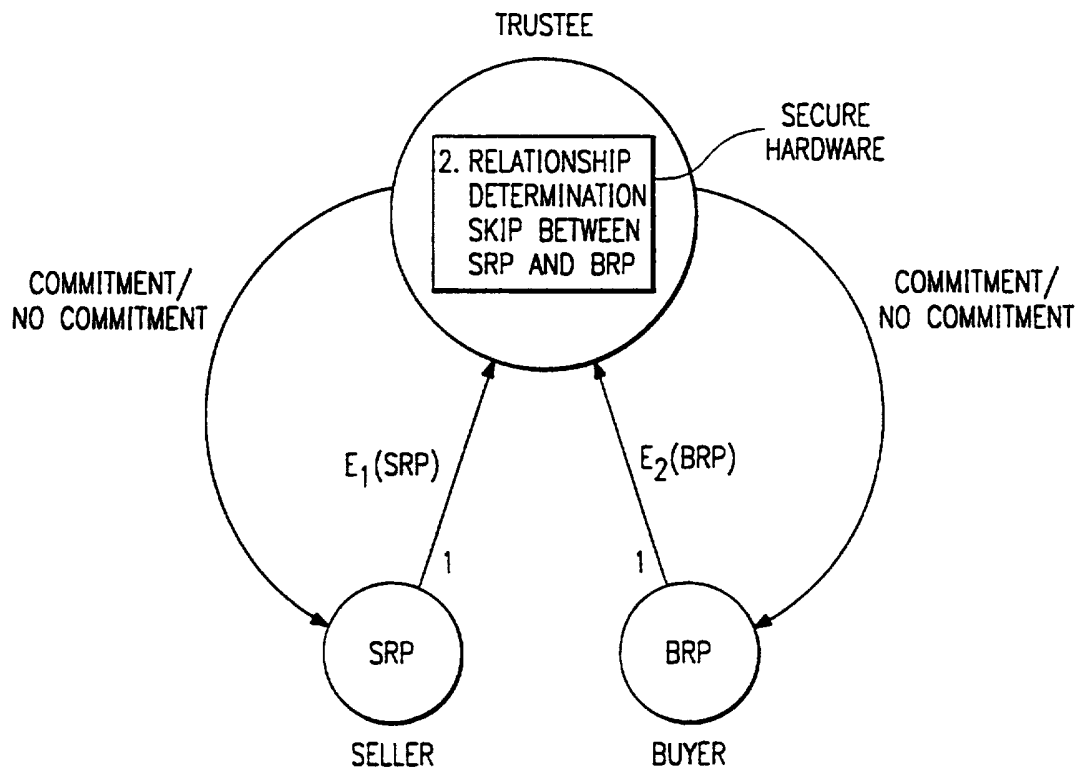 TRUSTEE
SECURE
HARDWARE
2. RELATIONSHIP
DETERMINATION
SKIP BETWEEN
SRP AND BRP
COMMITMENT/
NO COMMITMENT
COMMITMENT/
NO COMMITMENT
E1(SRP)
E2(BRP)
1
1
SRP
BRP
SELLER
BUYER